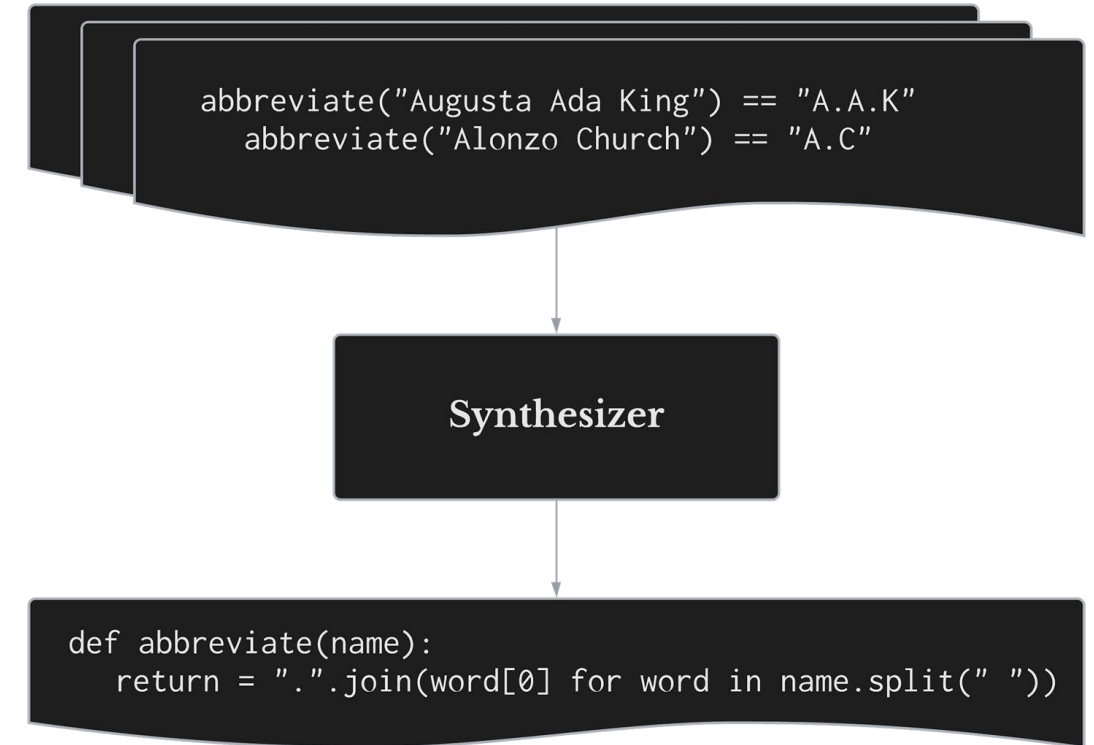 abbreviate("Augusta Ada King") == "A.A.K"
abbreviate("Alonzo Church") == "A.C"
Synthesizer
def abbreviate(name):
return = ".".join(word[0] for word in name.split(" "))